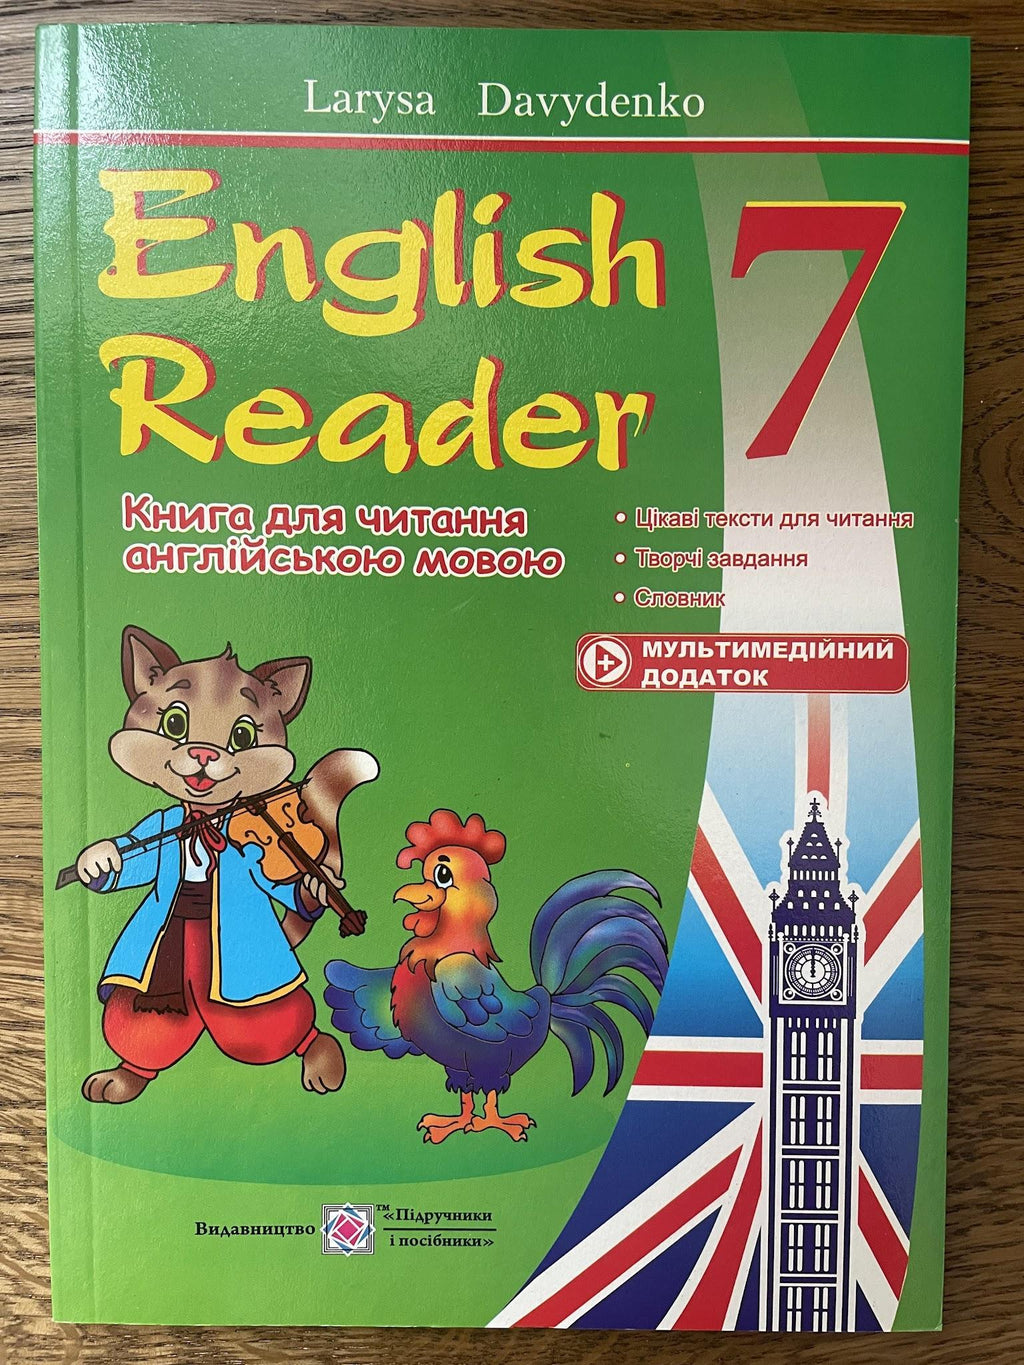 Larysa Davydenko
English 7
Reader
Книга для читання
англійською мовою
• Цікаві тексти для читання
• Творчі завдання
• Словник
МУЛЬТИМЕДІЙНИЙ
ДОДАТОК
Видавництво ™ «Підручники
і посібники»